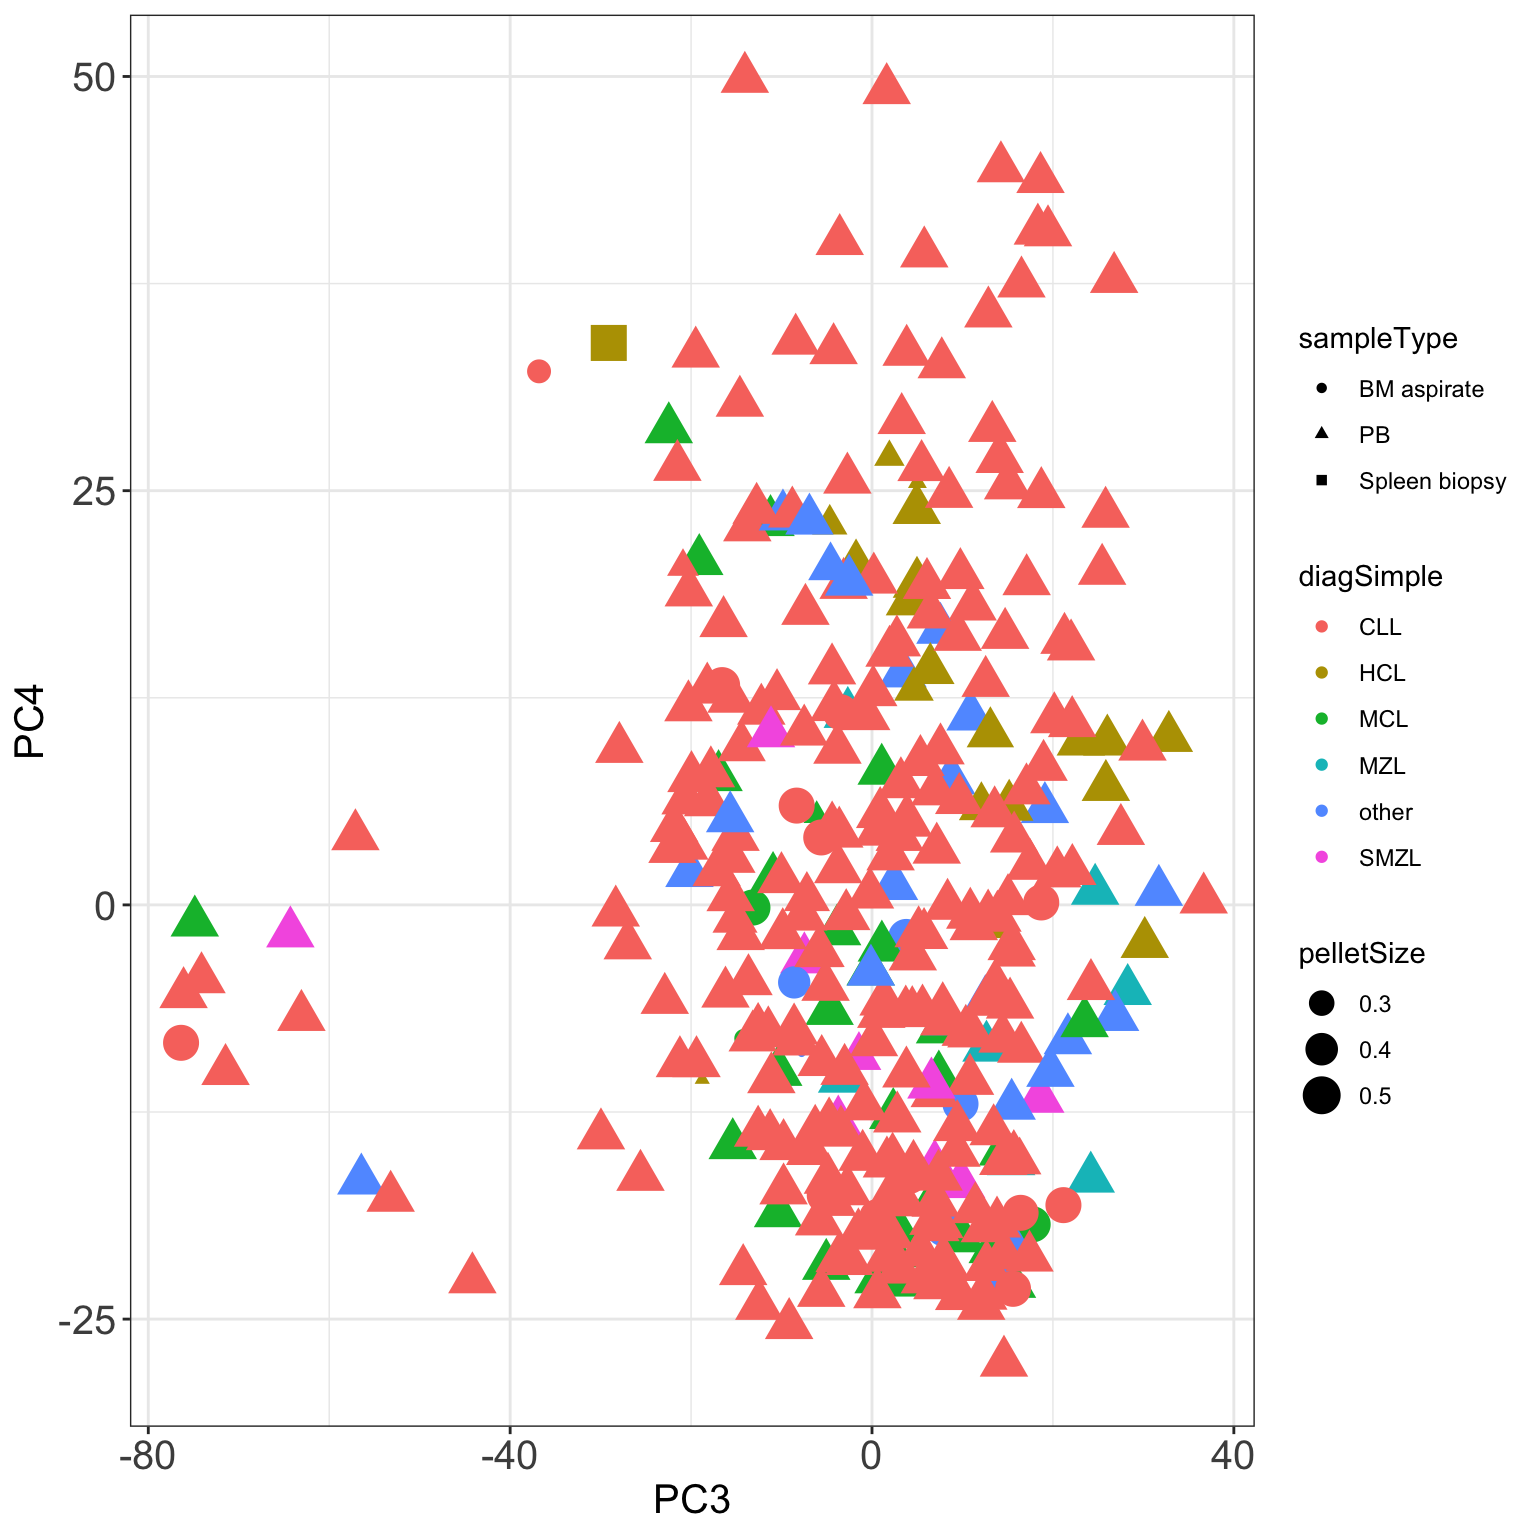 50
25
0
-25
-80
-40
0
40
PC3
PC4
sampleType
BM aspirate
PB
Spleen biopsy
diagSimple
CLL
HCL
MCL
MZL
other
SMZL
pelletSize
0.3
0.4
0.5